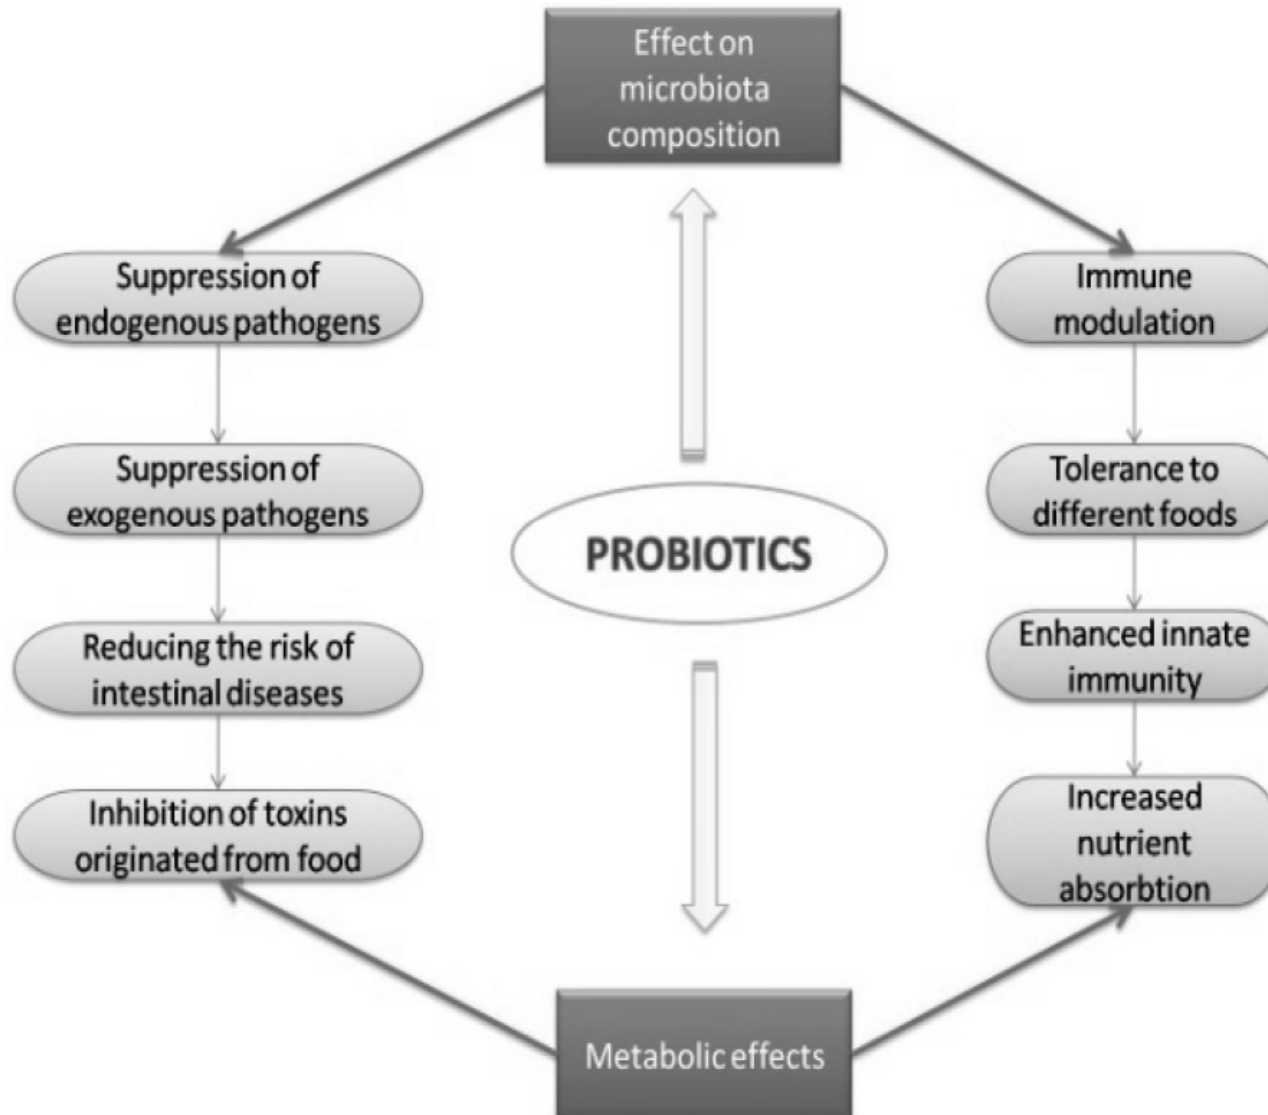 Effect on
microbiota
composition
Suppression of
endogenous pathogens
Suppression of
exogenous pathogens
Reducing the risk of
intestinal diseases
Inhibition of toxins
originated from food
PROBIOTICS
Immune
modulation
Tolerance to
different foods
Enhanced innate
immunity
Increased
nutrient
absorbtion
Metabolic effects